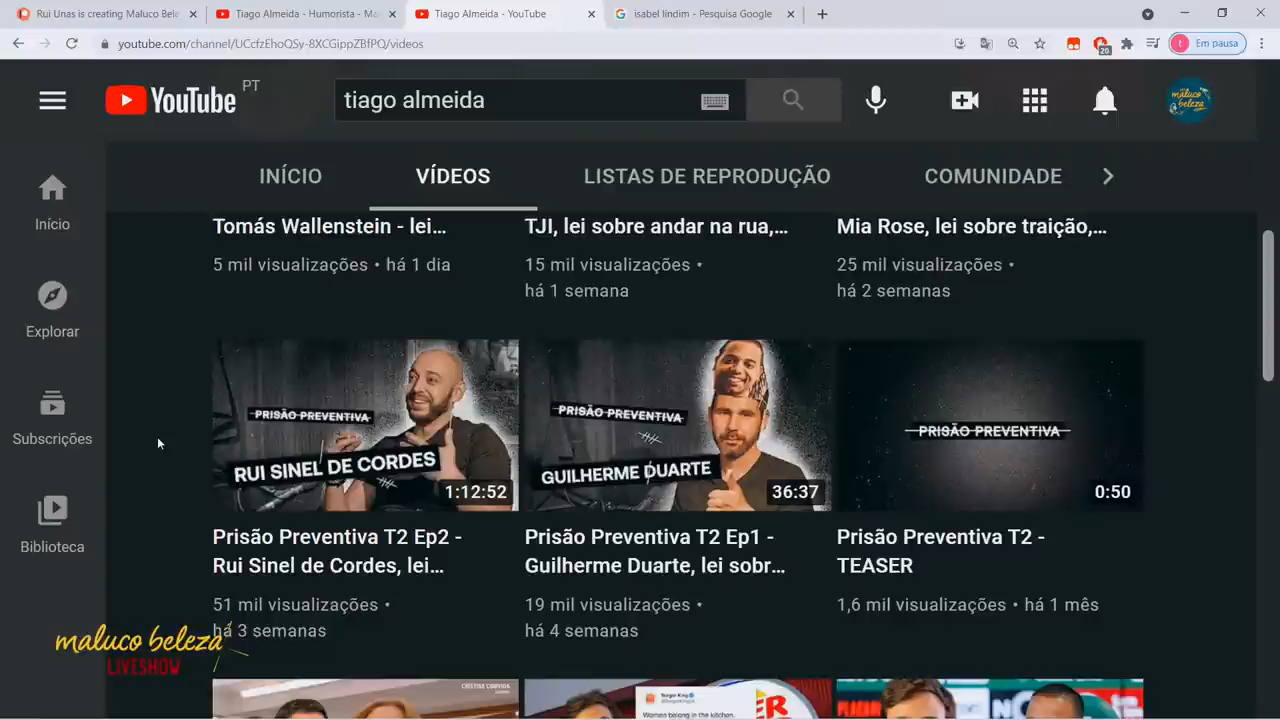 Rui Unas is creating Maluco Bele
Tiago Almeida - Humorista - Ma
Tiago Almeida - YouTube
isabel lindim - Pesquisa Google
youtube.com/channel/UCcfzEhoQSy-8XCGippZBfPQ/videos
20
t
Em pausa
YouTube PT
tiago almeida
maluco beleza
INÍCIO
VÍDEOS
LISTAS DE REPRODUÇÃO
COMUNIDADE
Início
Explorar
Subscrições
Biblioteca
Tomás Wallenstein - lei...
5 mil visualizações • há 1 dia
TJI, lei sobre andar na rua,...
15 mil visualizações •
há 1 semana
Mia Rose, lei sobre traição,...
25 mil visualizações •
há 2 semanas
PRISÃO PREVENTIVA
RUI SINEL DE CORDES
1:12:52
PRISÃO PREVENTIVA
GUILHERME DUARTE
36:37
PRISÃO PREVENTIVA
0:50
Prisão Preventiva T2 Ep2 -
Rui Sinel de Cordes, lei...
51 mil visualizações •
há 3 semanas
Prisão Preventiva T2 Ep1 -
Guilherme Duarte, lei sobr...
19 mil visualizações •
há 4 semanas
Prisão Preventiva T2 -
TEASER
1,6 mil visualizações • há 1 mês
maluco beleza
LIVESHOW
Burger King
Women belong in the kitchen.